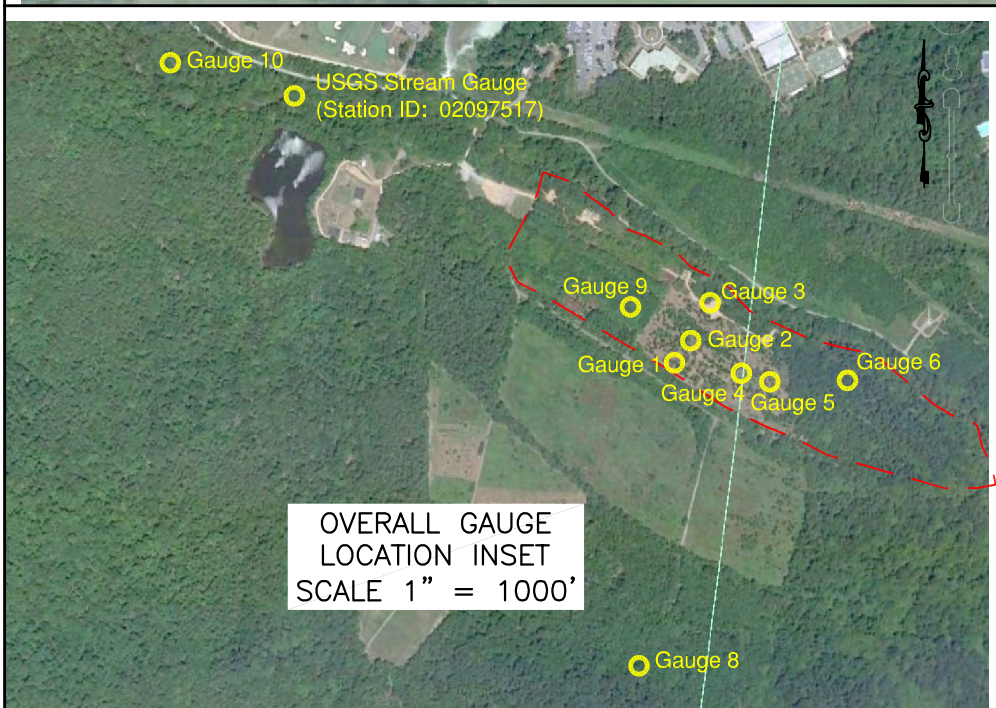 Gauge 10
USGS Stream Gauge
(Station ID: 02097517)
Gauge 9
Gauge 3
Gauge 2
Gauge 1
Gauge 6
Gauge 4
Gauge 5
OVERALL GAUGE
LOCATION INSET
SCALE 1" = 1000'
Gauge 8